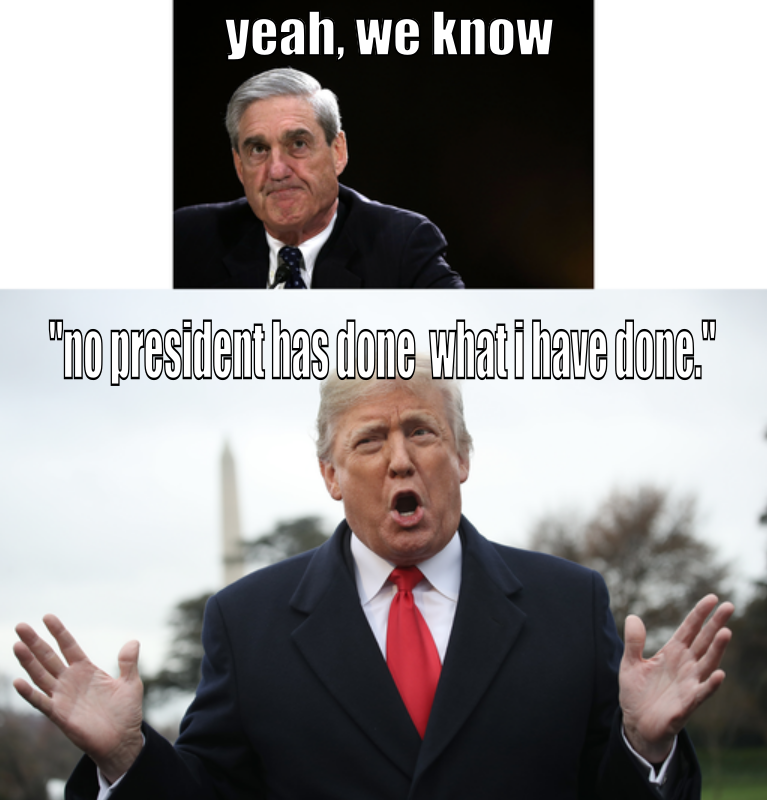 yeah, we know
"no president has done what i have done."